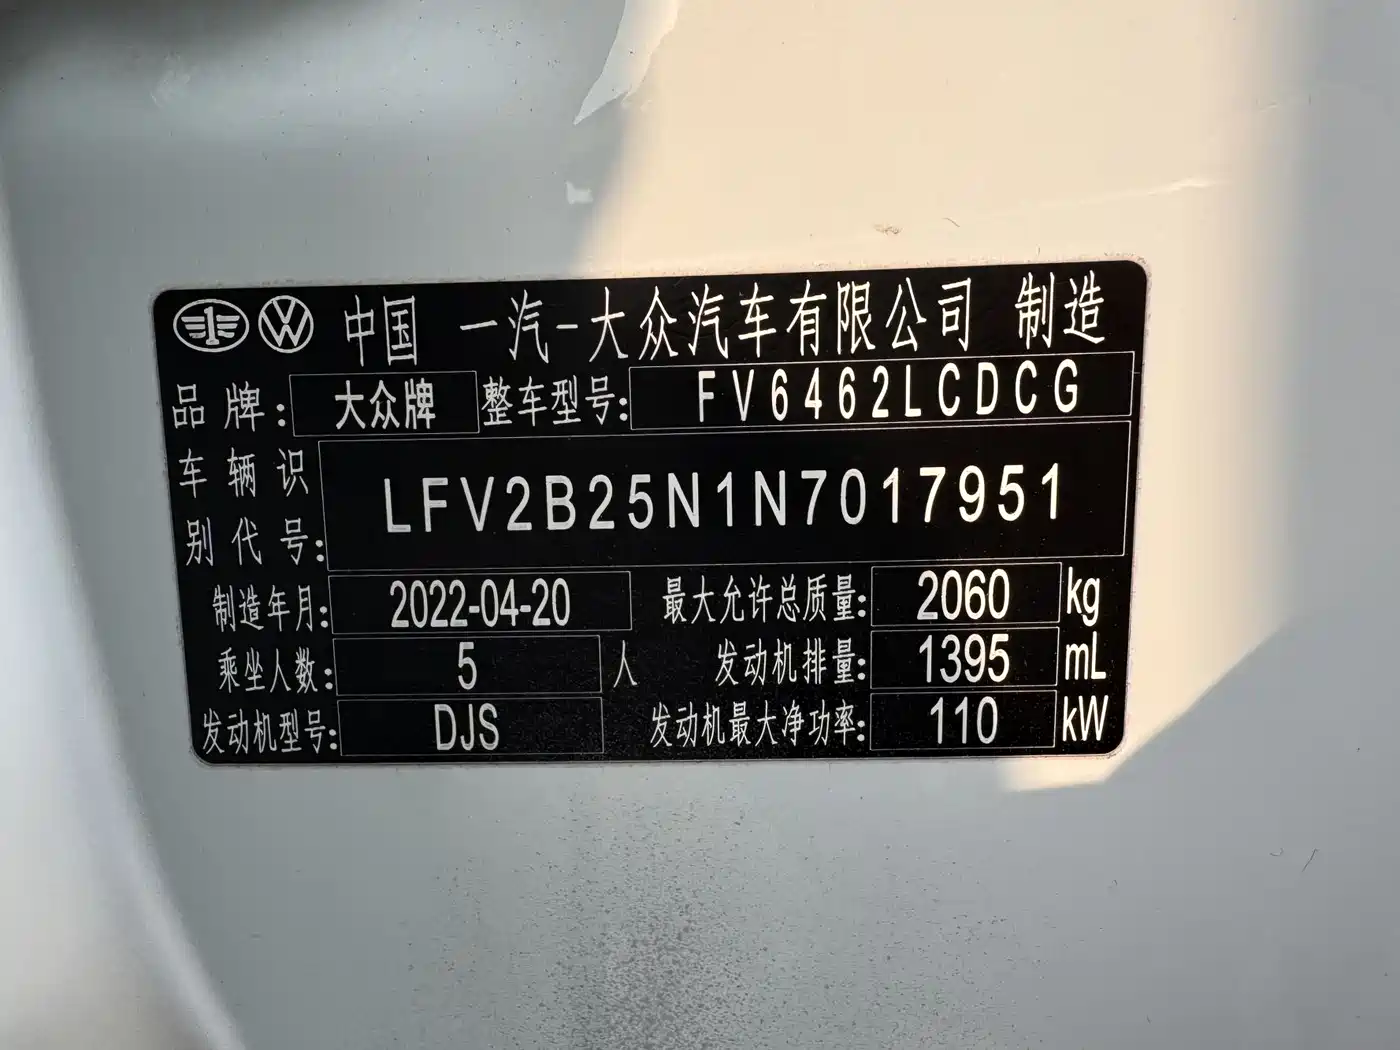 1 VW 中国 一汽-大众汽车有限公司 制造
品牌: 大众牌 整车型号: FV6462LCDCG
车辆识别代号: LFV2B25N1N7017951
制造年月: 2022-04-20 最大允许总质量: 2060 kg
乘坐人数: 5 人 发动机排量: 1395 mL
发动机型号: DJS 发动机最大净功率: 110 kW